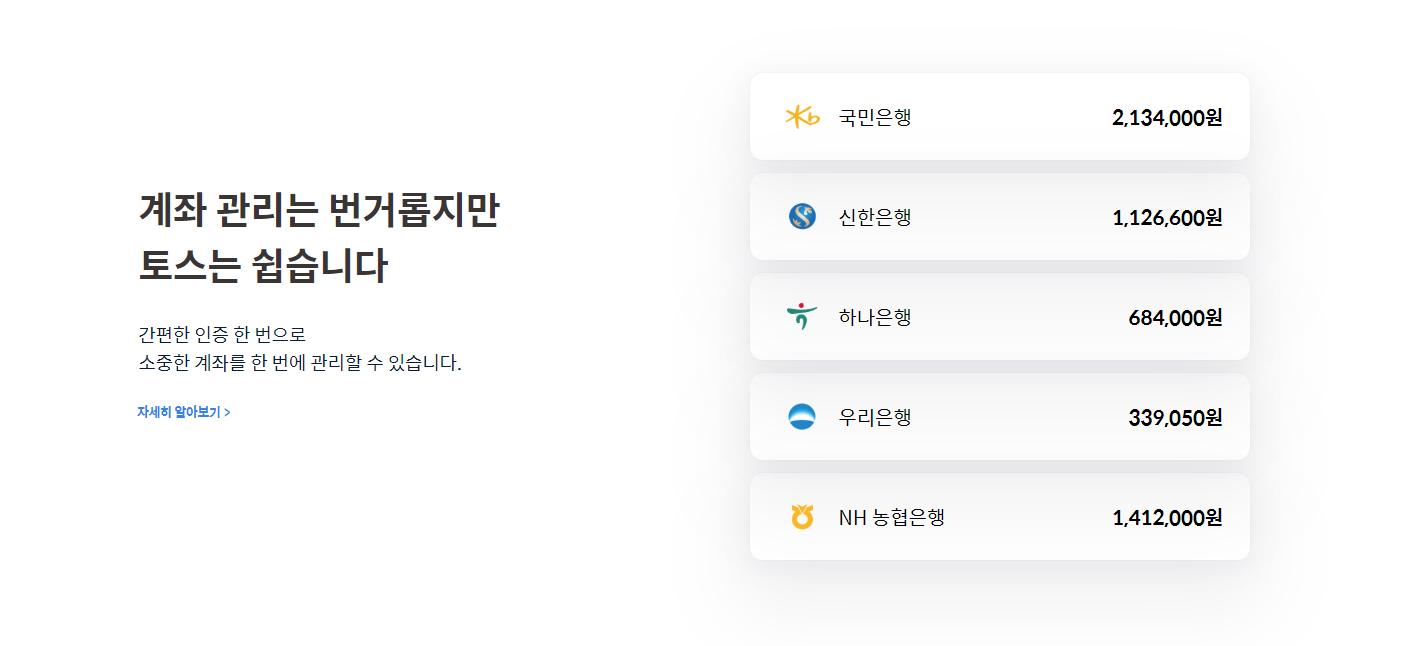 계좌 관리는 번거롭지만
토스는 쉽습니다
간편한 인증 한 번으로
소중한 계좌를 한 번에 관리할 수 있습니다.
자세히 알아보기 >
국민은행 2,134,000원
신한은행 1,126,600원
하나은행 684,000원
우리은행 339,050원
NH 농협은행 1,412,000원